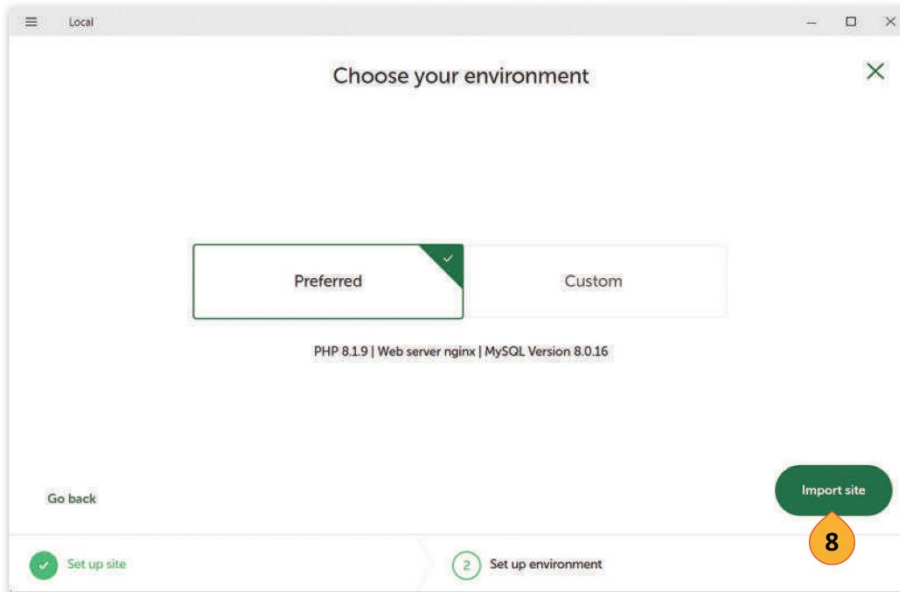 Local
Choose your environment
Preferred
Custom
PHP 8.1.9 | Web server nginx | MySQL Version 8.0.16
Go back
Import site
8
Set up site
2 Set up environment